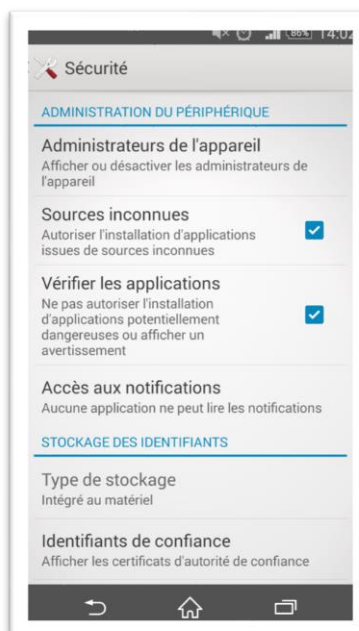 86% 14:02
Sécurité
ADMINISTRATION DU PÉRIPHÉRIQUE
Administrateurs de l'appareil
Afficher ou désactiver les administrateurs de
l'appareil
Sources inconnues
Autoriser l'installation d'applications
issues de sources inconnues
Vérifier les applications
Ne pas autoriser l'installation
d'applications potentiellement
dangereuses ou afficher un
avertissement
Accès aux notifications
Aucune application ne peut lire les notifications
STOCKAGE DES IDENTIFIANTS
Type de stockage
Intégré au matériel
Identifiants de confiance
Afficher les certificats d'autorité de confiance